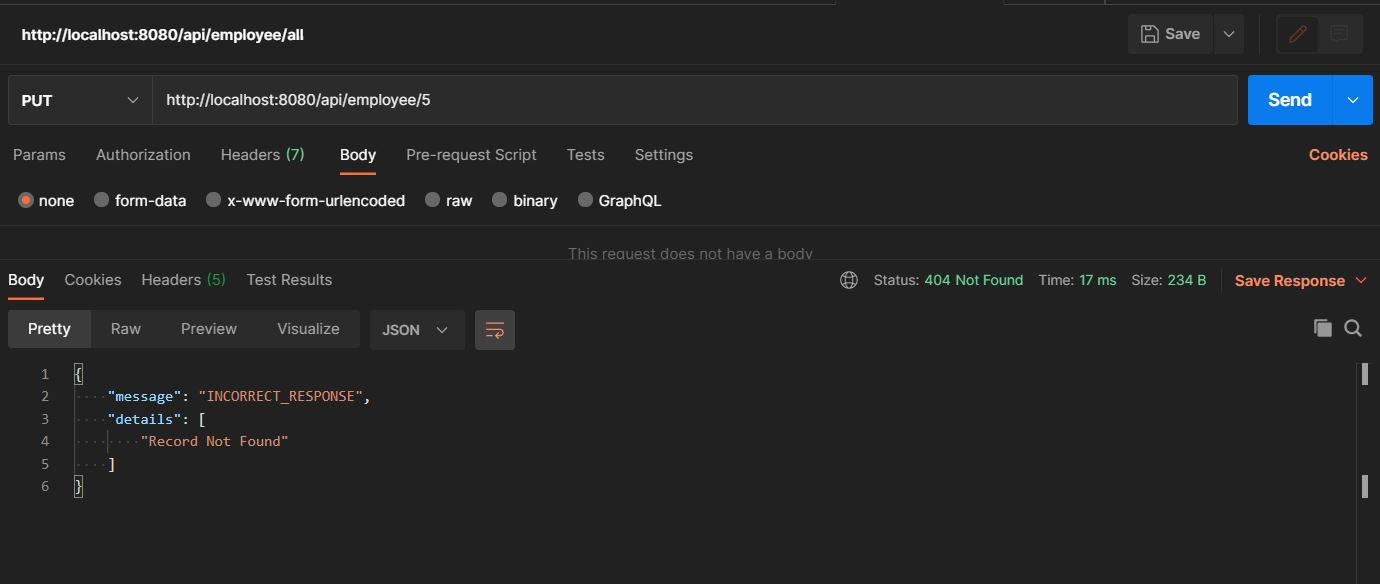 http://localhost:8080/api/employee/all
Save
PUT
http://localhost:8080/api/employee/5
Send
Params Authorization Headers (7) Body Pre-request Script Tests Settings Cookies
none form-data x-www-form-urlencoded raw binary GraphQL
This request does not have a body
Body Cookies Headers (5) Test Results Status: 404 Not Found Time: 17 ms Size: 234 B Save Response
Pretty Raw Preview Visualize JSON
1 {
2 "message": "INCORRECT_RESPONSE",
3 "details": [
4 "Record Not Found"
5 ]
6 }